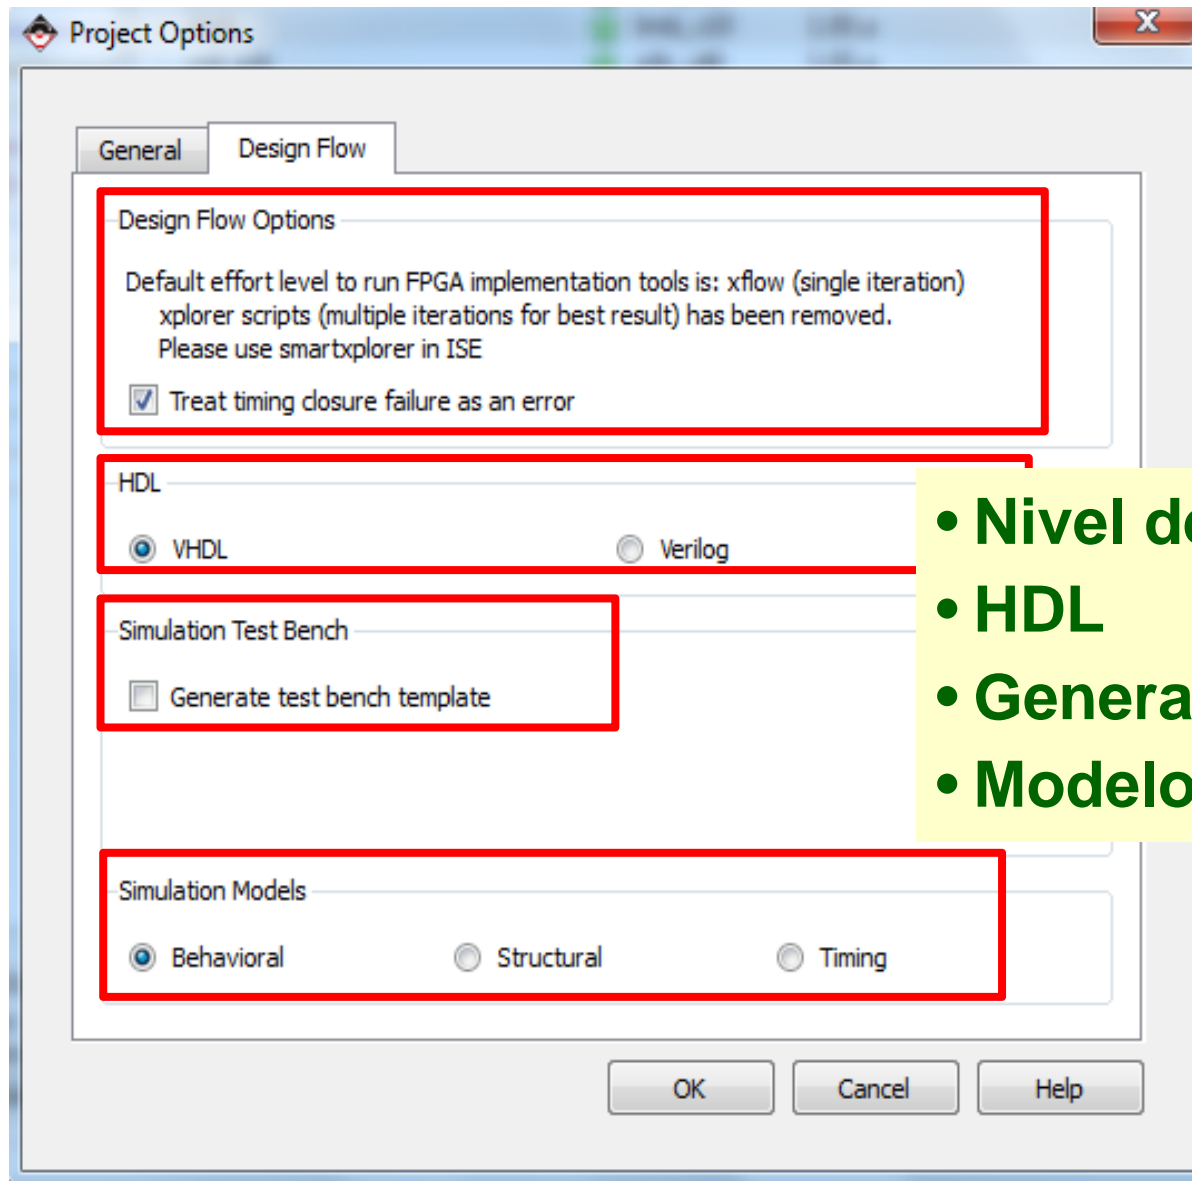 Project Options
General
Design Flow
Design Flow Options
Default effort level to run FPGA implementation tools is: xflow (single iteration)
xplorer scripts (multiple iterations for best result) has been removed.
Please use smartxplorer in ISE
Treat timing closure failure as an error
HDL
VHDL
Verilog
Simulation Test Bench
Generate test bench template
Simulation Models
Behavioral
Structural
Timing
OK
Cancel
Help
• Nivel de
• HDL
• Genera
• Modelo